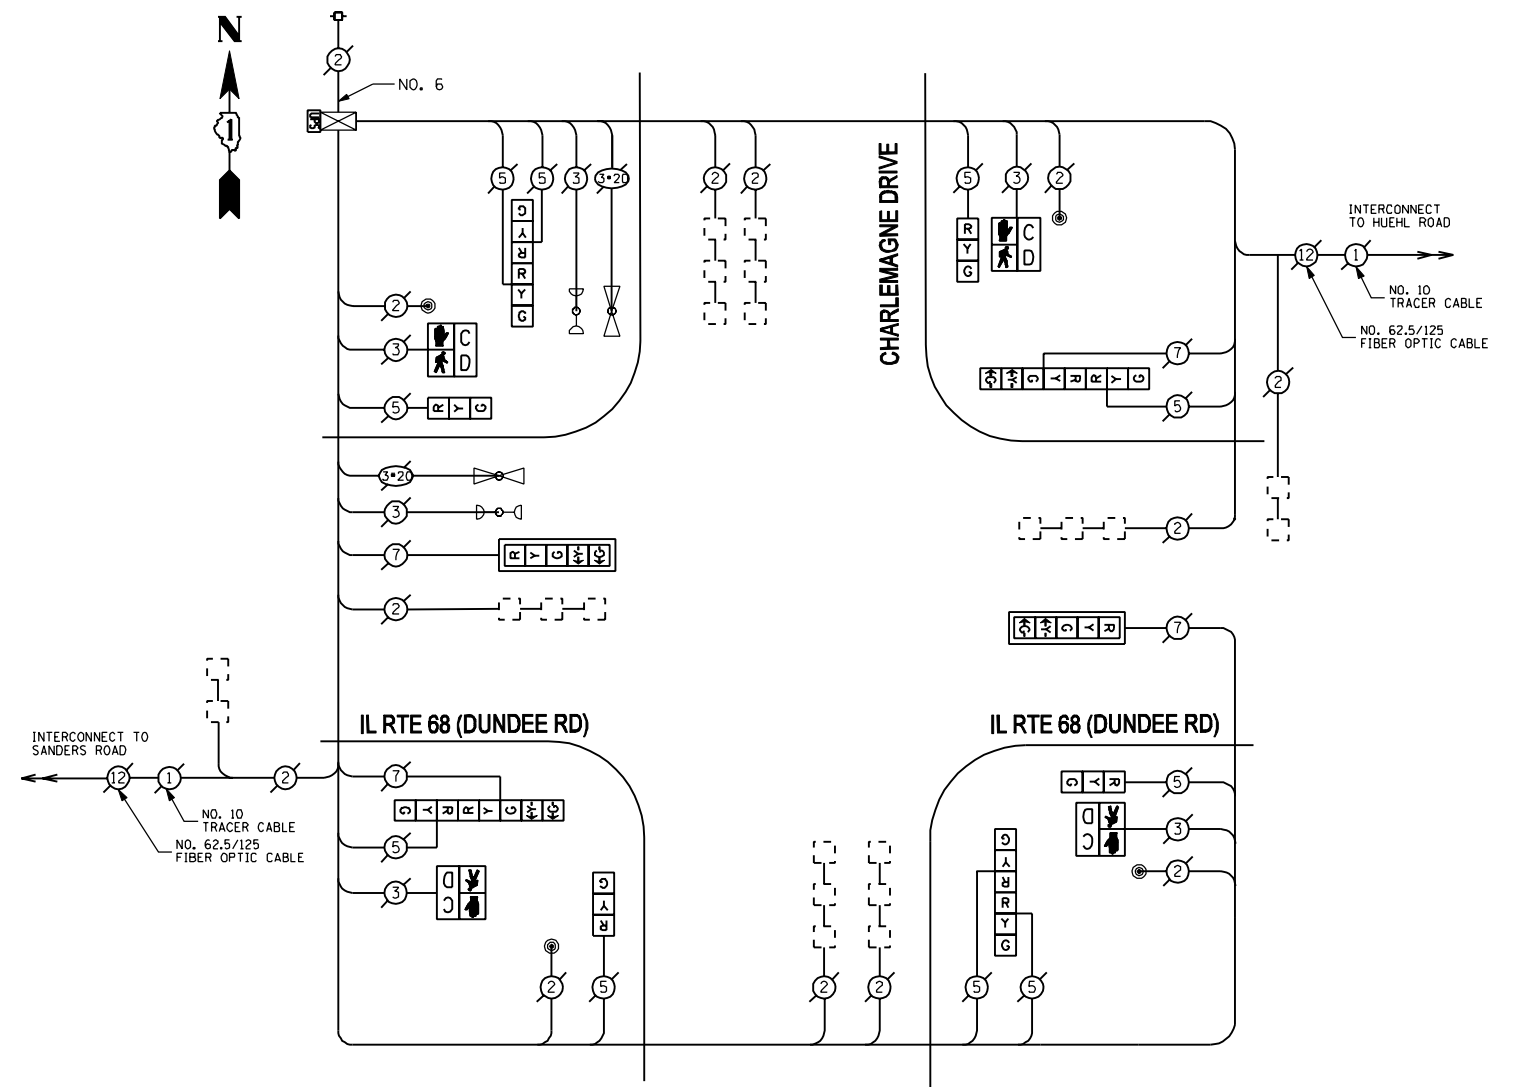 N
2
NO. 6
UPS
1
5
5
3
3*20
2
2
5
3
2
G
Y
R
R
Y
G
R
Y
G
C
D
CHARLEMAGNE DRIVE
INTERCONNECT
TO HUEHL ROAD
12
1
NO. 10
TRACER CABLE
NO. 62.5/125
FIBER OPTIC CABLE
2
2
3
C
D
5
R Y G
7
G Y G Y R R Y G
5
2
3*20
3
7
R Y G Y G
2
2
G Y G Y R
7
IL RTE 68 (DUNDEE RD)
IL RTE 68 (DUNDEE RD)
INTERCONNECT TO
SANDERS ROAD
12
1
2
NO. 10
TRACER CABLE
NO. 62.5/125
FIBER OPTIC CABLE
7
G Y R R Y G Y G
5
3
D
C
G
Y
R
2
5
2
2
G Y R
5
D
C
3
2
G
Y
R
R
Y
G
5
5